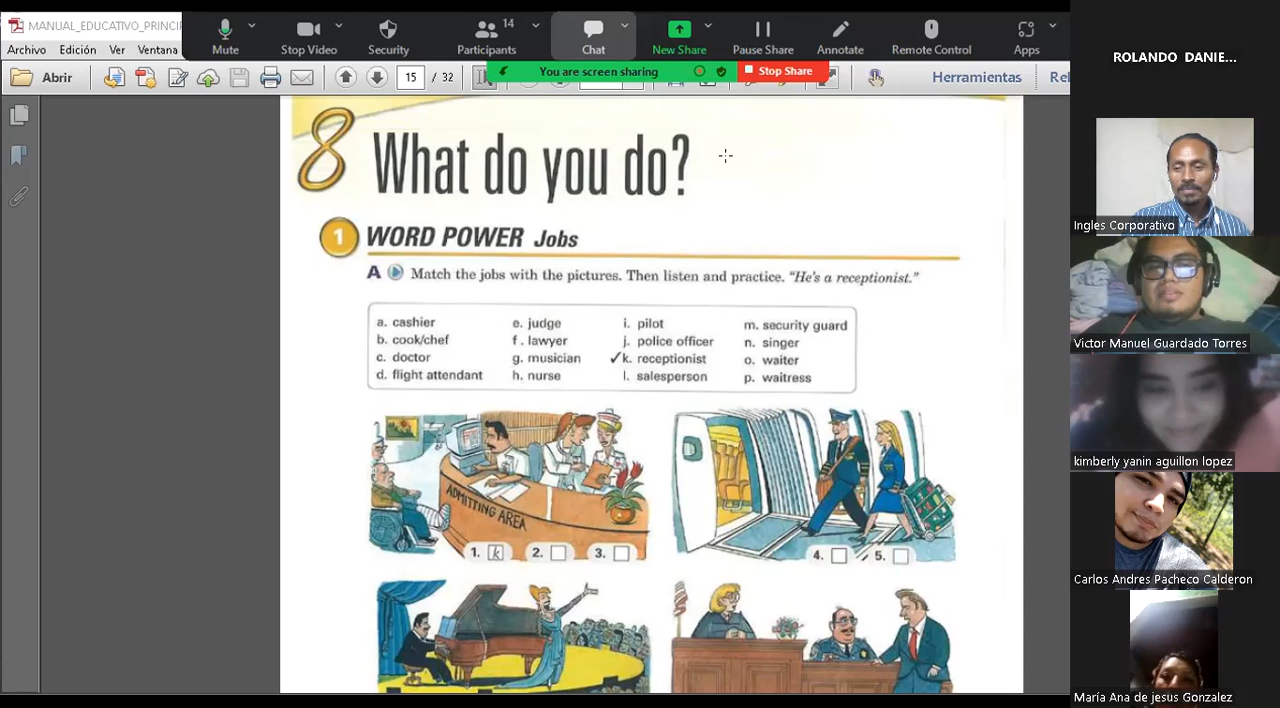 MANUAL_EDUCATIVO_PRINCIP
Archivo Edición Ver Ventana
Mute
Stop Video
Security
14
Participants
Chat
New Share
Pause Share
Annotate
Remote Control
Apps
You are screen sharing
Stop Share
Abrir
15 / 32
Herramientas
8 What do you do?
1 WORD POWER Jobs
A Match the jobs with the pictures. Then listen and practice. "He's a receptionist."
a. cashier
b. cook/chef
c. doctor
d. flight attendant
e. judge
f. lawyer
g. musician
h. nurse
i. pilot
j. police officer
✓k. receptionist
l. salesperson
m. security guard
n. singer
o. waiter
p. waitress
ADMITTING AREA
1. k 2. 3.
4. 5.
ROLANDO DANIE...
Ingles Corporativo
Victor Manuel Guardado Torres
kimberly yanin aguillon lopez
Carlos Andres Pacheco Calderon
María Ana de jesus Gonzalez